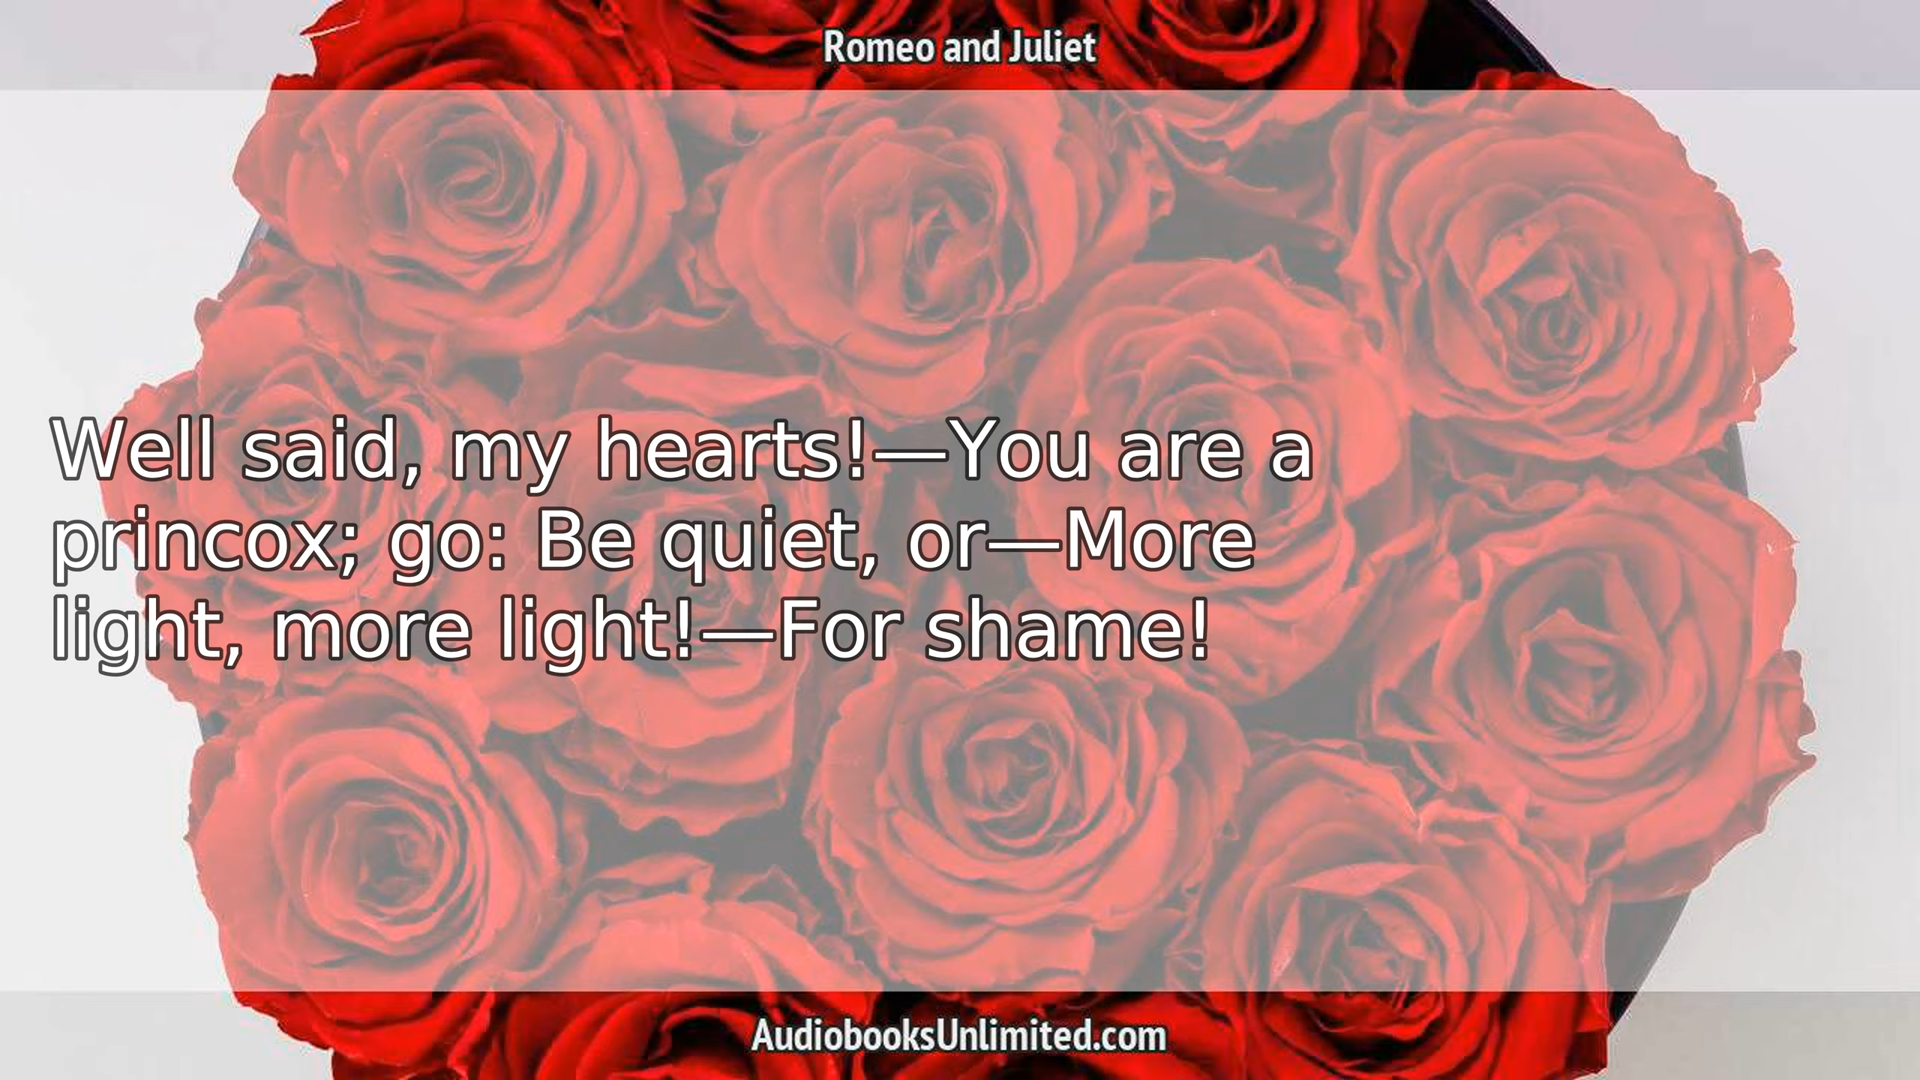 Romeo and Juliet
Well said, my hearts!—You are a
princox; go: Be quiet, or—More
light, more light!—For shame!
AudiobooksUnlimited.com